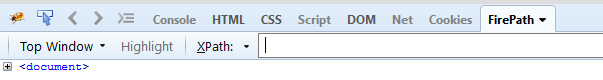 Console HTML CSS Script DOM Net Cookies FirePath
Top Window Highlight XPath:
<document>